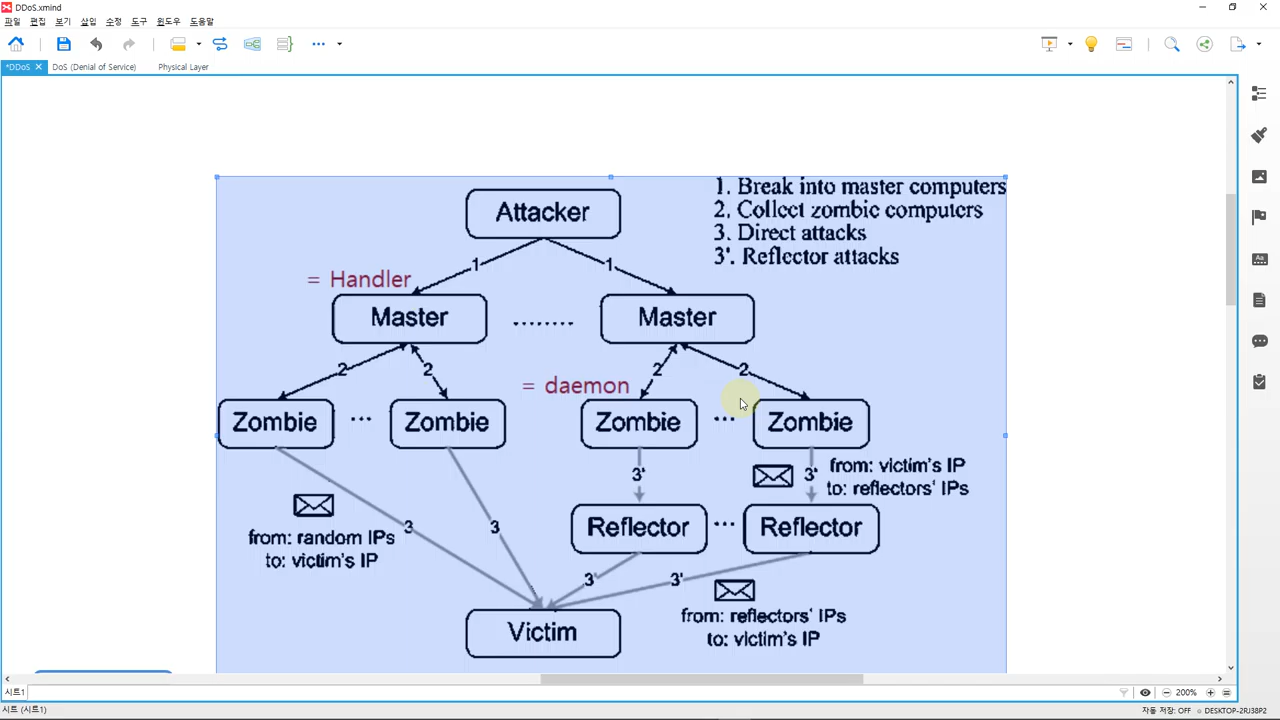 DDoS.xmind
파일 편집 보기 삽입 수정 도구 윈도우 도움말
*DDoS DoS (Denial of Service) Physical Layer
1. Break into master computers
2. Collect zombie computers
3. Direct attacks
3'. Reflector attacks
Attacker
1 1
= Handler
Master ........ Master
2 2 2 2
= daemon
Zombie ... Zombie Zombie ... Zombie
3' 3'
from: victim's IP
to: reflectors' IPs
from: random IPs
to: victim's IP
3 3
Reflector ... Reflector
3' 3'
from: reflectors' IPs
to: victim's IP
Victim
시트1
200%
시트 (시트1)
자동 저장: OFF DESKTOP-2RJ38P2